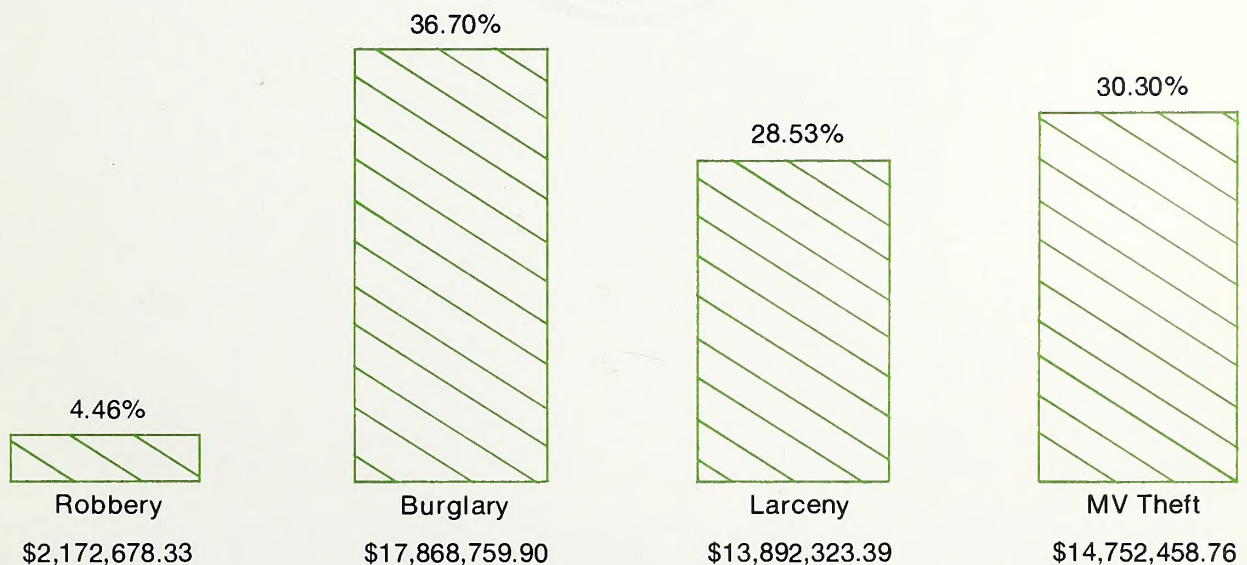 36.70%
30.30%
28.53%
4.46%
Robbery
Burglary
Larceny
MV Theft
$2,172,678.33
$17,868,759.90
$13,892,323.39
$14,752,458.76